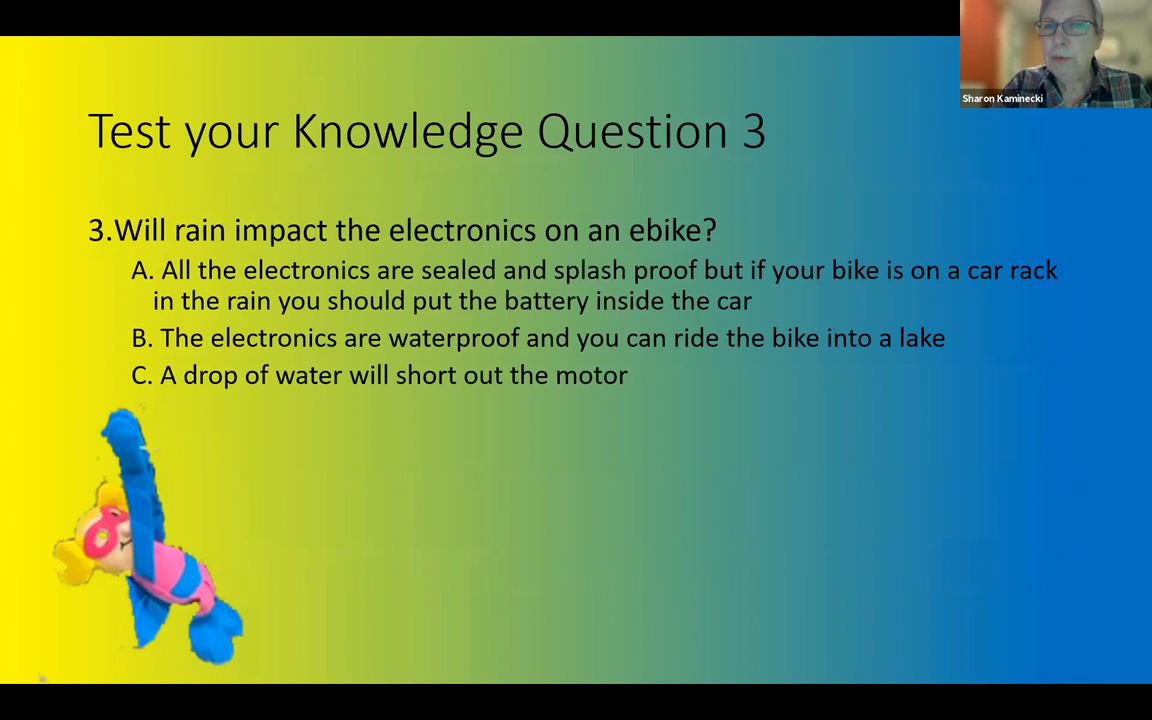 Sharon Kaminecki
Test your Knowledge Question 3
3.Will rain impact the electronics on an ebike?
A. All the electronics are sealed and splash proof but if your bike is on a car rack
in the rain you should put the battery inside the car
B. The electronics are waterproof and you can ride the bike into a lake
C. A drop of water will short out the motor